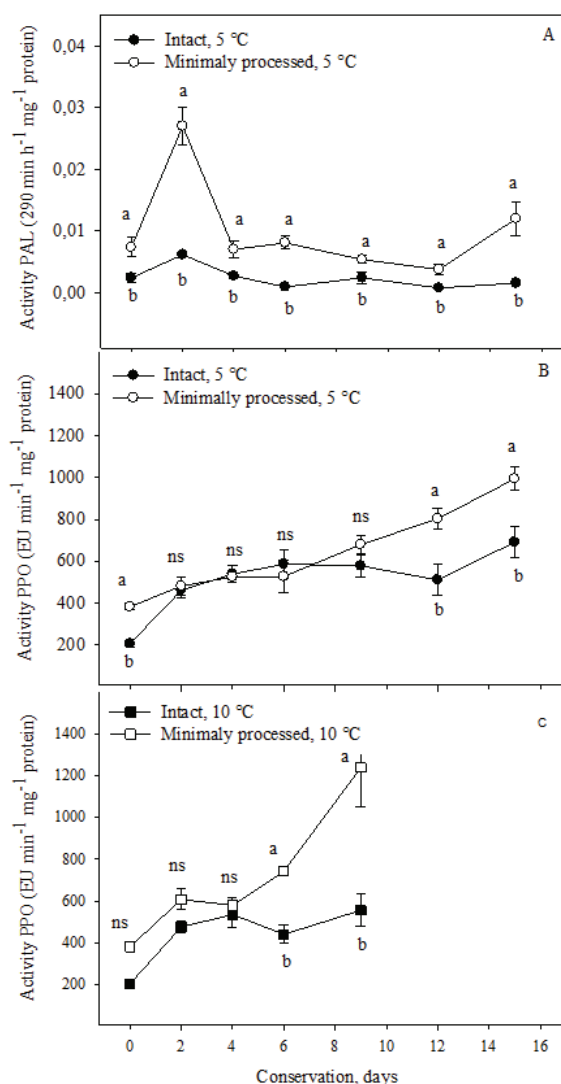 0,04
0,03
0,02
0,01
0,00
Activity PAL (290 min h⁻¹ mg⁻¹ protein)
Intact, 5 °C
Minimaly processed, 5 °C
A
a
a
a
a
a
a
a
b
b
b
b
b
b
b
1400
1200
1000
800
600
400
200
Activity PPO (EU min⁻¹ mg⁻¹ protein)
Intact, 5 °C
Minimally processed, 5 °C
B
a
ns
ns
ns
ns
a
a
b
b
b
1400
1200
1000
800
600
400
200
Activity PPO (EU min⁻¹ mg⁻¹ protein)
Intact, 10 °C
Minimaly processed, 10 °C
C
ns
ns
ns
a
a
b
b
0 2 4 6 8 10 12 14 16
Conservation, days